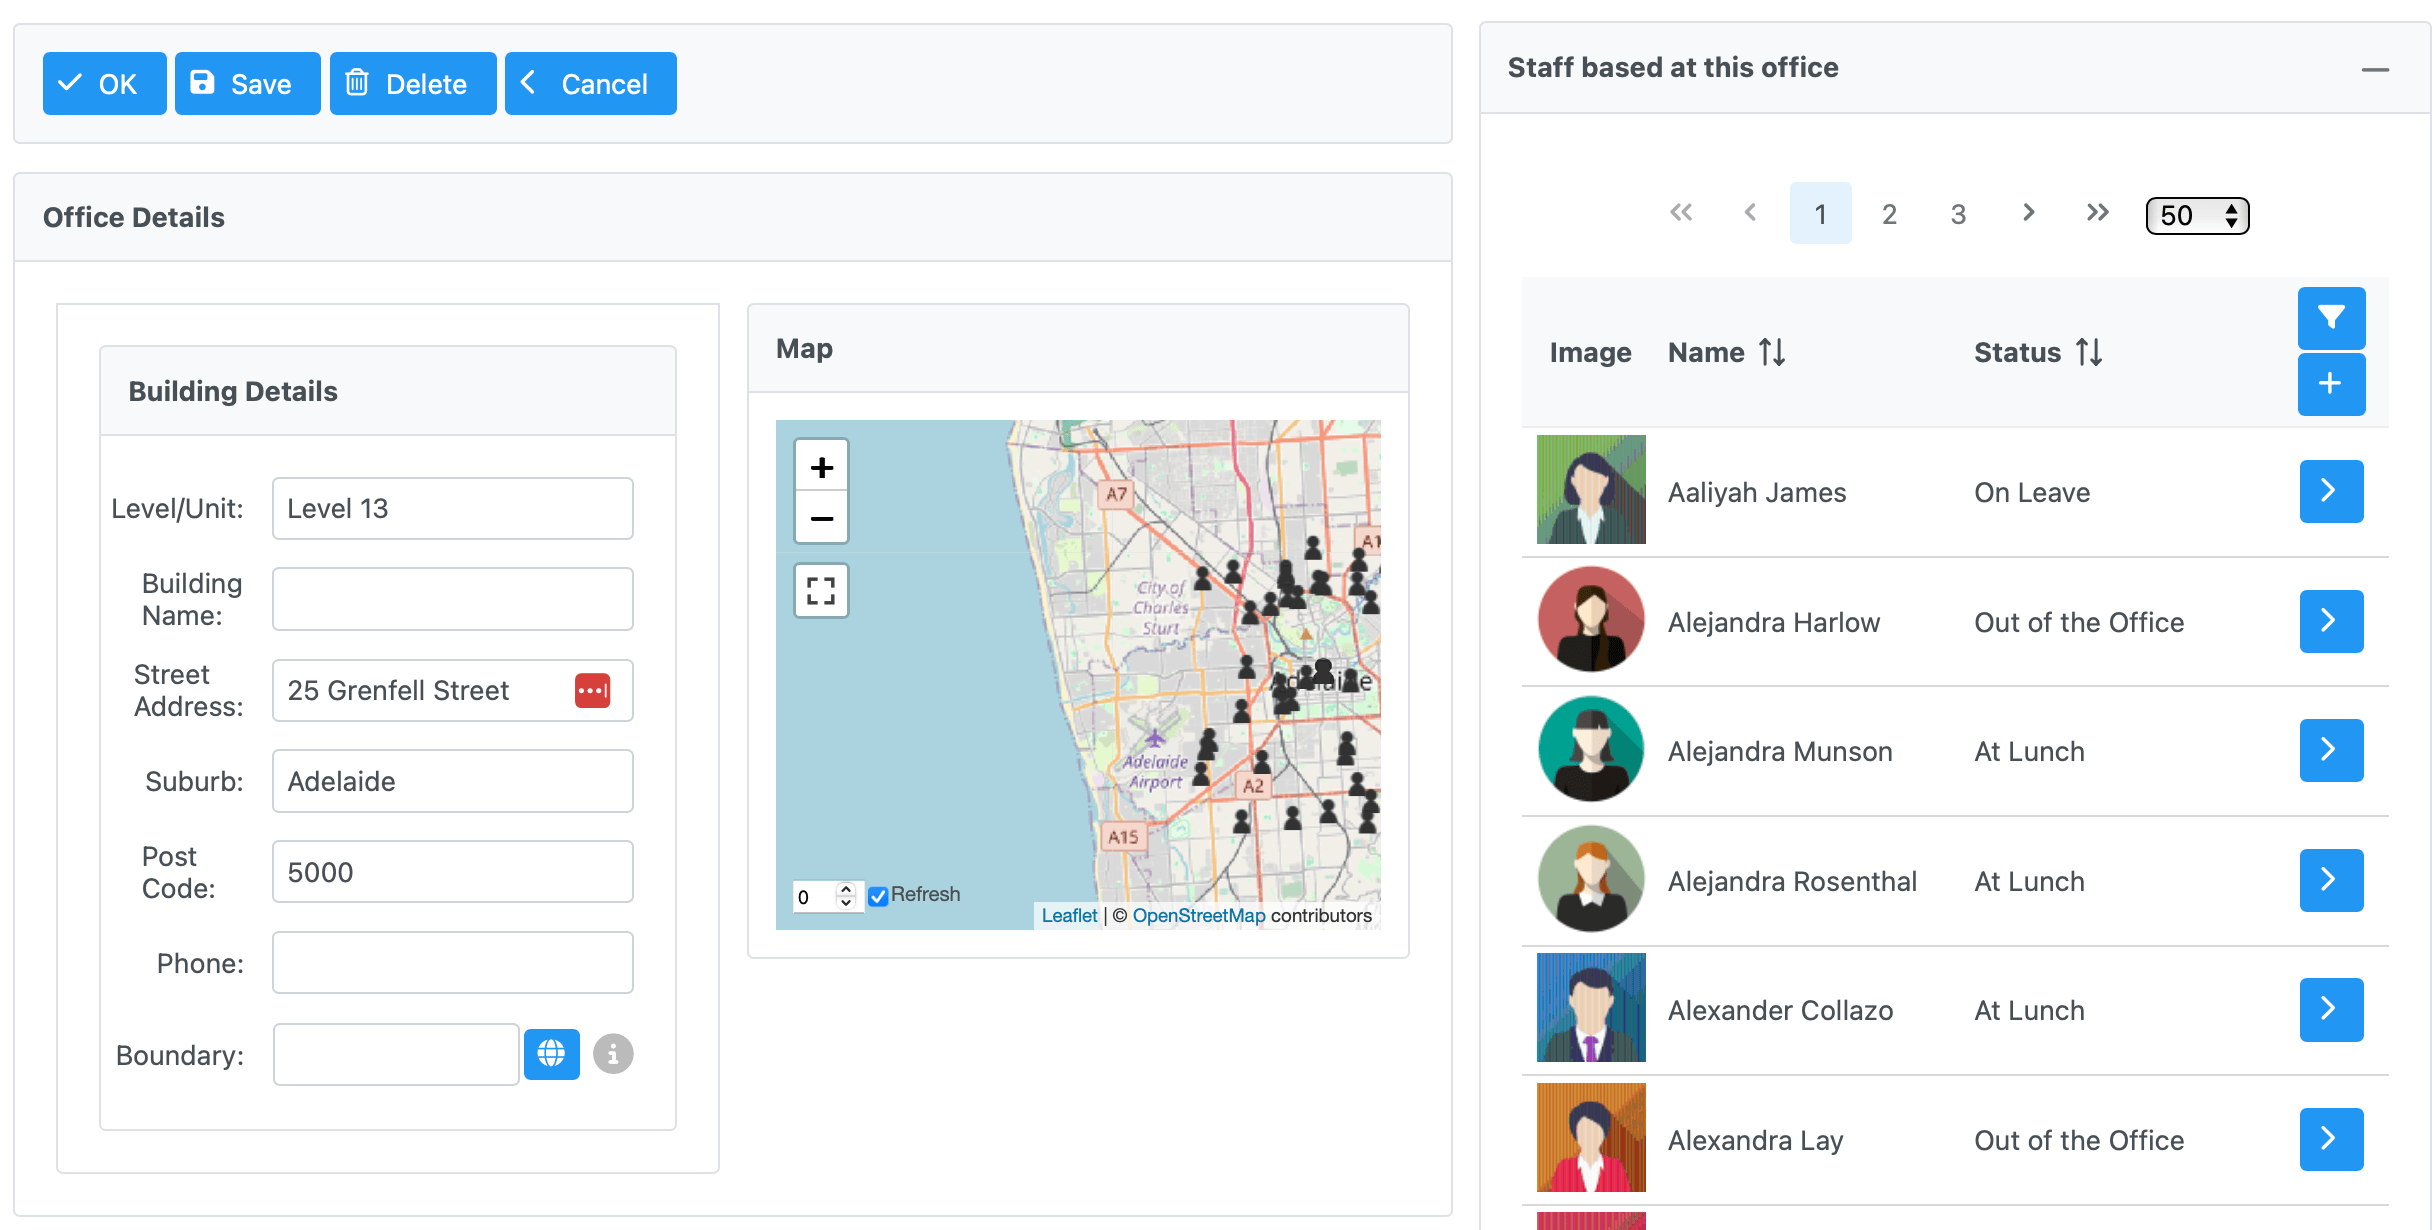 OK
Save
Delete
Cancel
Office Details
Building Details
Level/Unit:
Level 13
Building
Name:
Street
Address:
25 Grenfell Street
Suburb:
Adelaide
Post
Code:
5000
Phone:
Boundary:
Map
A7
A1
City of
Charles
Sturt
Adelaide
Adelaide
Airport
A2
A15
0
Refresh
Leaflet | © OpenStreetMap contributors
Staff based at this office
1 2 3 50
Image Name Status
Aaliyah James On Leave
Alejandra Harlow Out of the Office
Alejandra Munson At Lunch
Alejandra Rosenthal At Lunch
Alexander Collazo At Lunch
Alexandra Lay Out of the Office